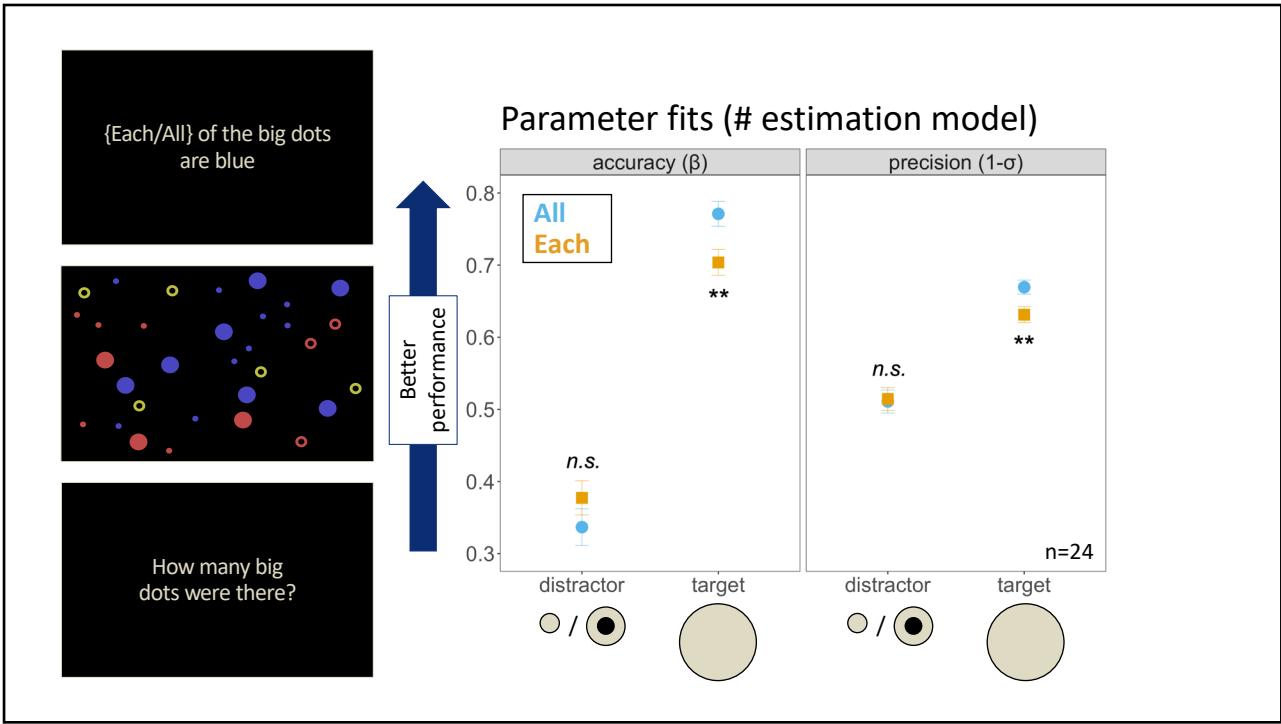 {Each/All} of the big dots
are blue
How many big
dots were there?
Better
performance
Parameter fits (# estimation model)
accuracy (β)
precision (1-σ)
0.8
0.7
0.6
0.5
0.4
0.3
All
Each
**
n.s.
n.s.
**
n=24
distractor
target
distractor
target
/
/